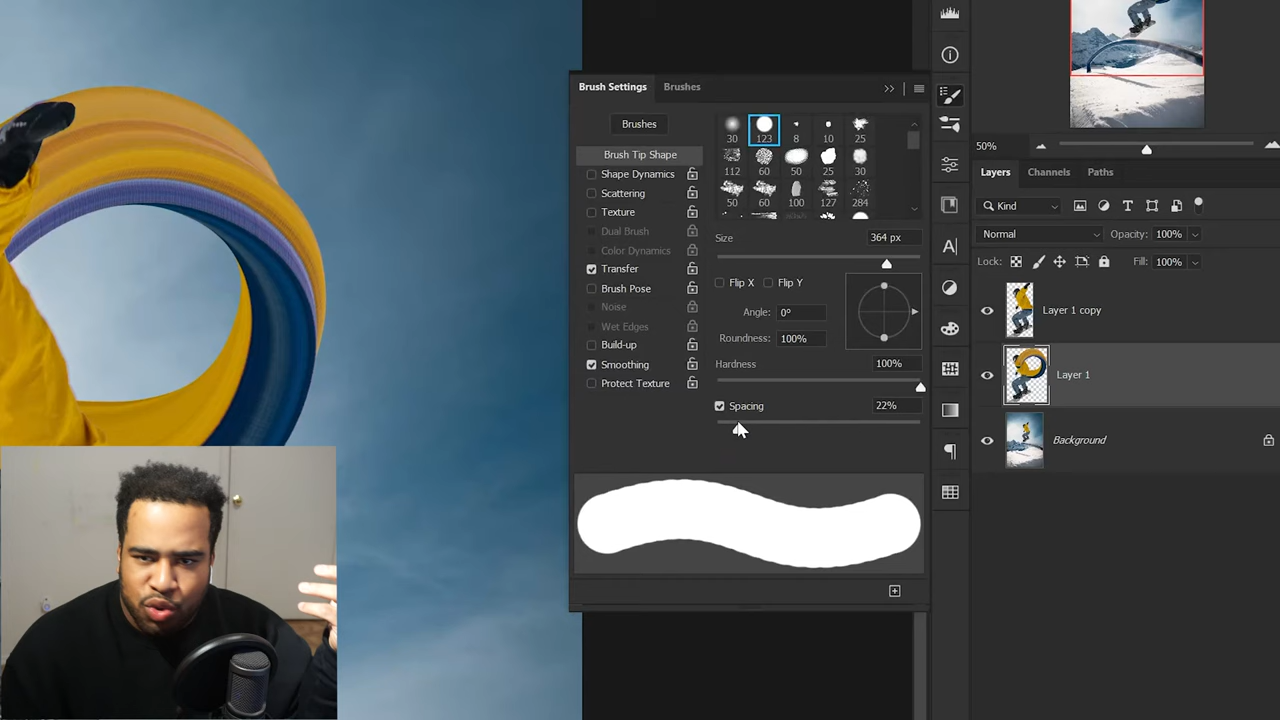 Brush Settings
Brushes
Brushes
30
123
8
10
25
112
60
50
25
30
50
60
100
127
284
Brush Tip Shape
Shape Dynamics
Scattering
Texture
Dual Brush
Color Dynamics
Transfer
Brush Pose
Noise
Wet Edges
Build-up
Smoothing
Protect Texture
Size
364 px
Flip X
Flip Y
Angle:
0º
Roundness:
100%
Hardness
100%
Spacing
22%
50%
Layers
Channels
Paths
Kind
Normal
Opacity:
100%
Lock:
Fill:
100%
Layer 1 copy
Layer 1
Background